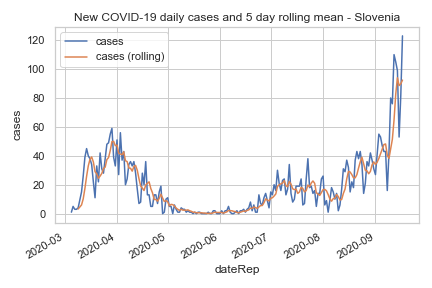 New COVID-19 daily cases and 5 day rolling mean - Slovenia
cases
cases (rolling)
120
100
80
60
40
20
0
cases
2020-03
2020-04
2020-05
2020-06
2020-07
2020-08
2020-09
dateRep